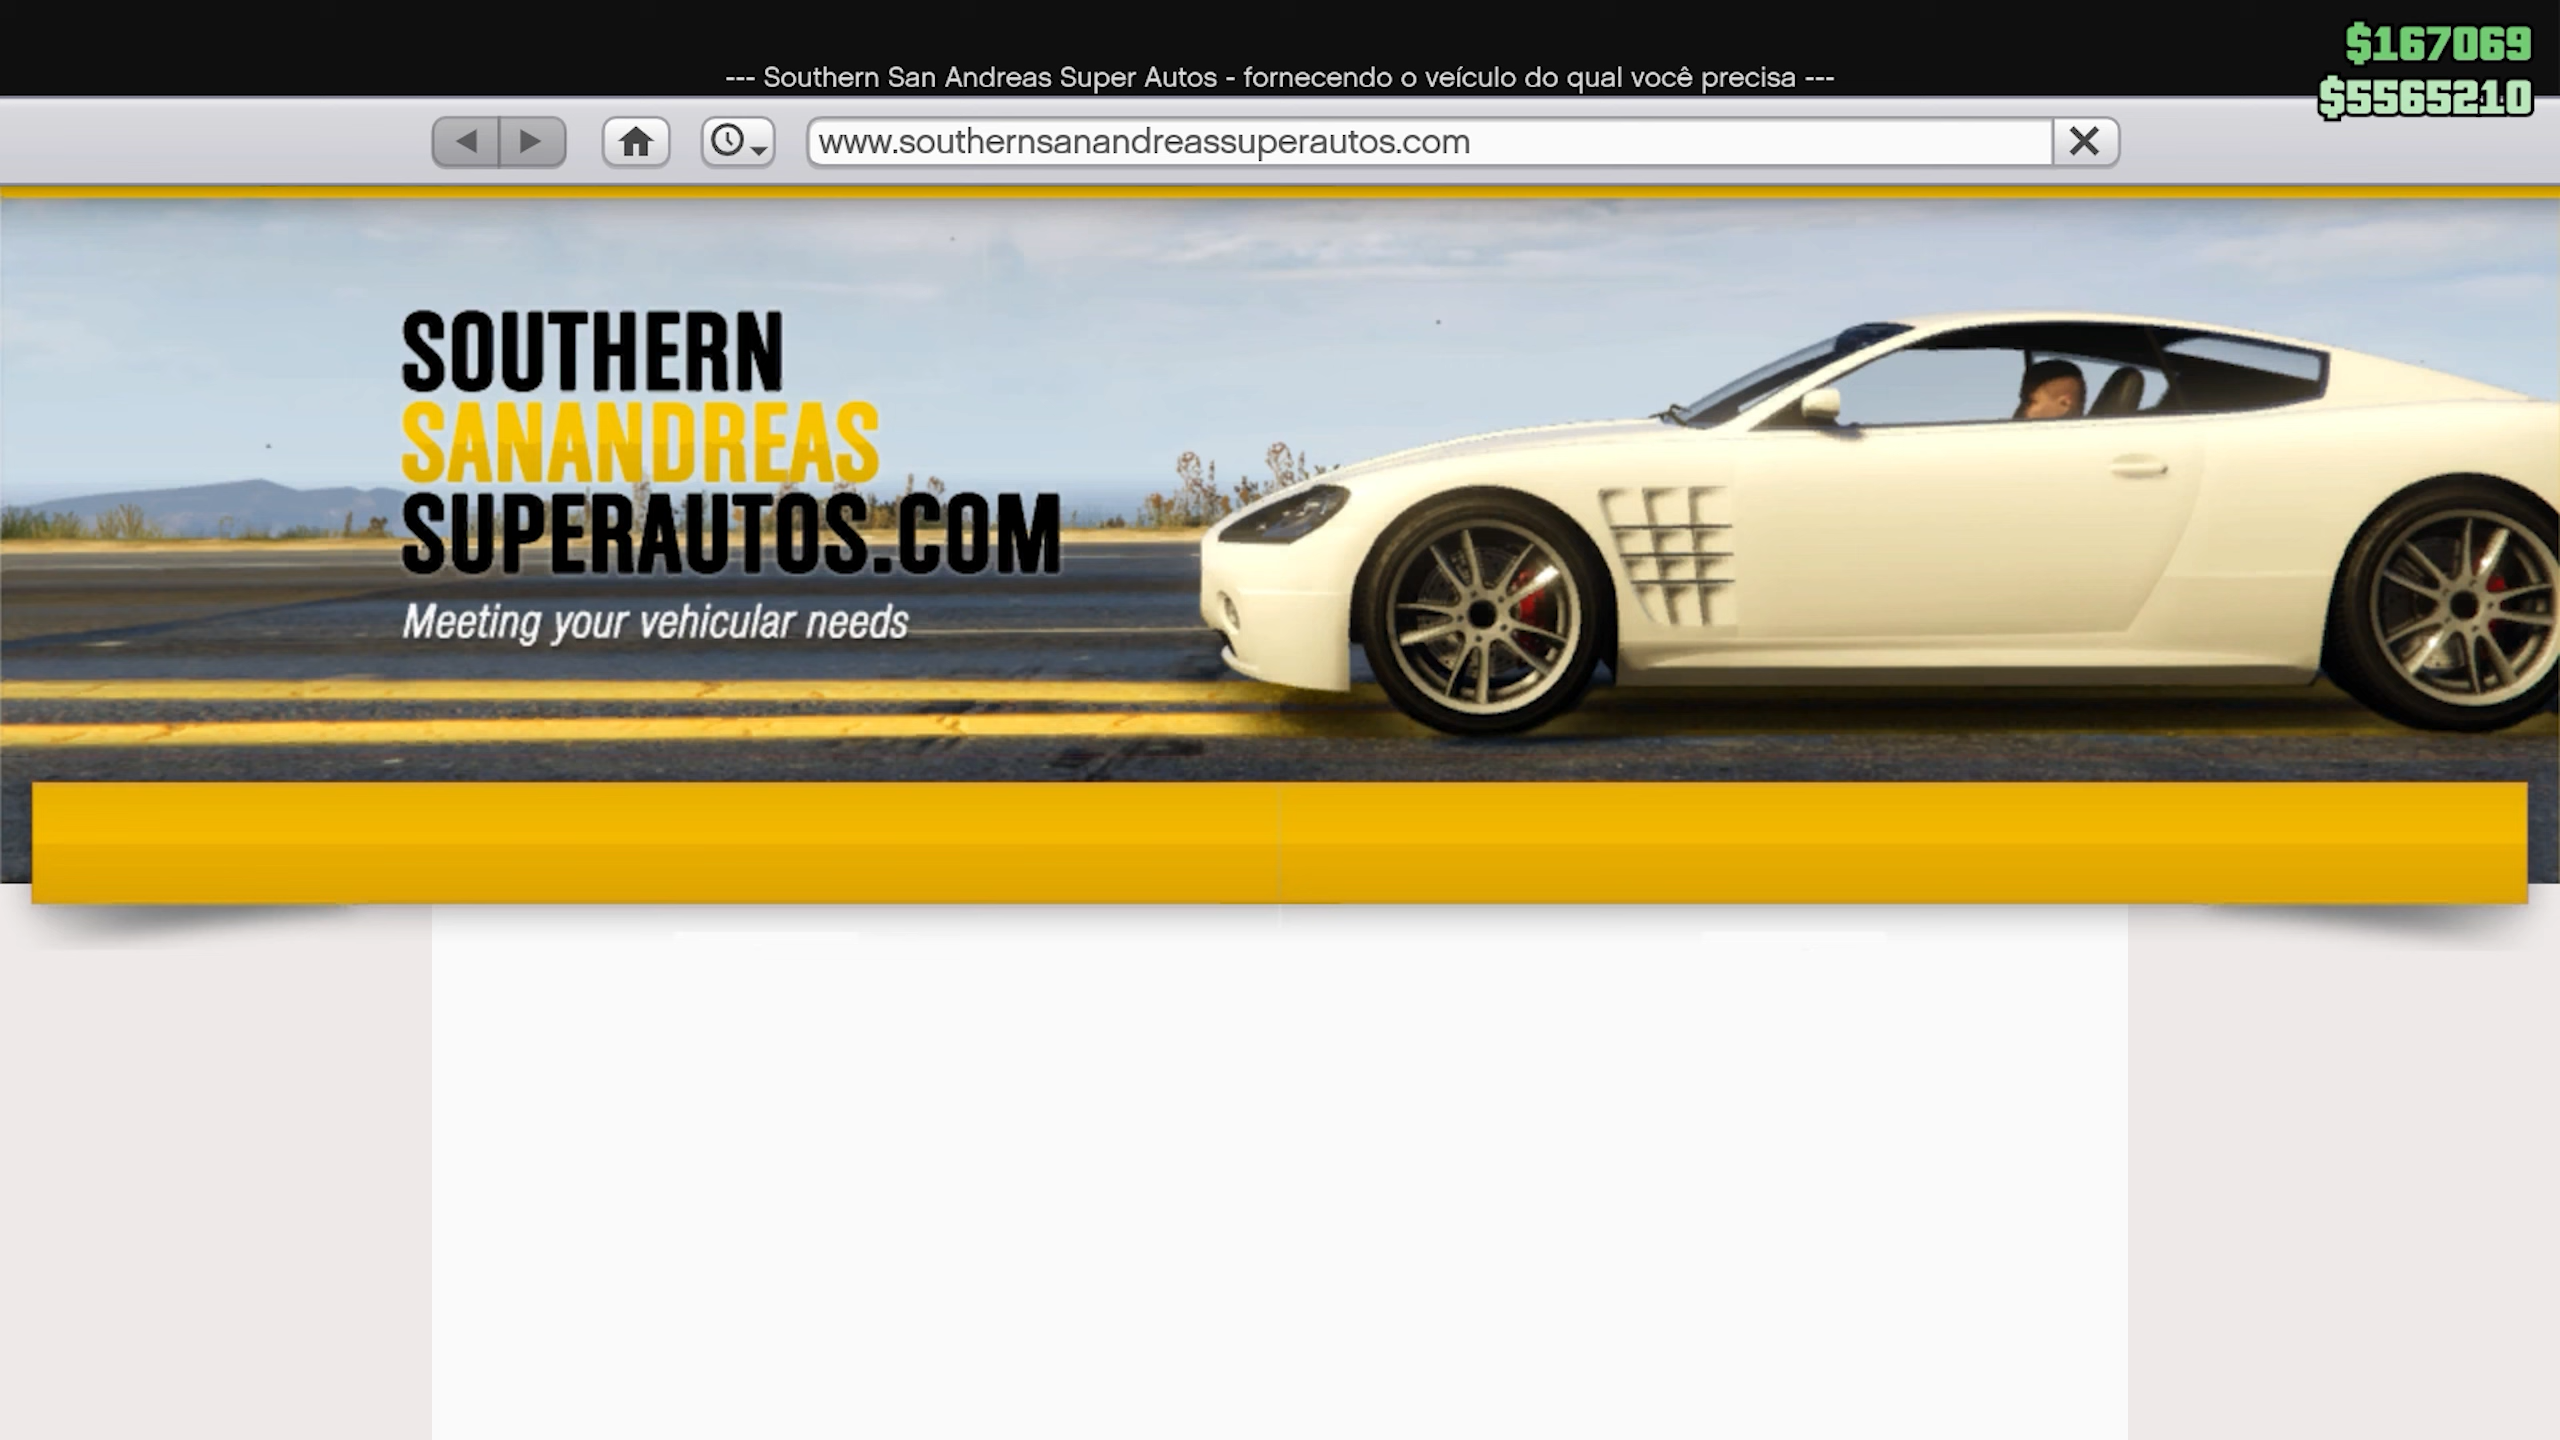 $167069
--- Southern San Andreas Super Autos - fornecendo o veículo do qual você precisa ---
$5565210
www.southernsanandreassuperautos.com
SOUTHERN
SANANDREAS
SUPERAUTOS.COM
Meeting your vehicular needs